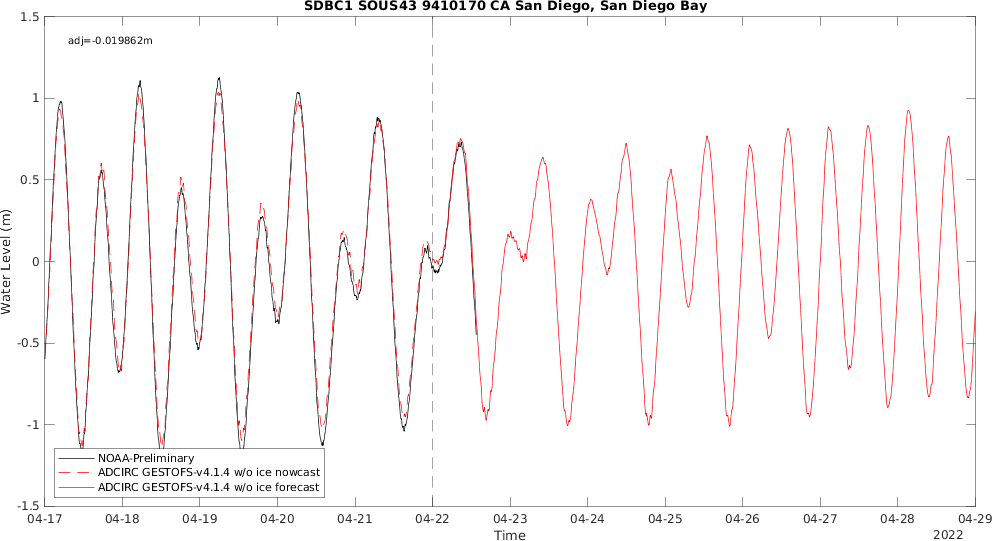 SDBC1 SOUS43 9410170 CA San Diego, San Diego Bay
adj=-0.019862m
Water Level (m)
1.5
1
0.5
0
-0.5
-1
-1.5
NOAA-Preliminary
ADCIRC GESTOFS-v4.1.4 w/o ice nowcast
ADCIRC GESTOFS-v4.1.4 w/o ice forecast
04-17 04-18 04-19 04-20 04-21 04-22 04-23 04-24 04-25 04-26 04-27 04-28 04-29
Time
2022